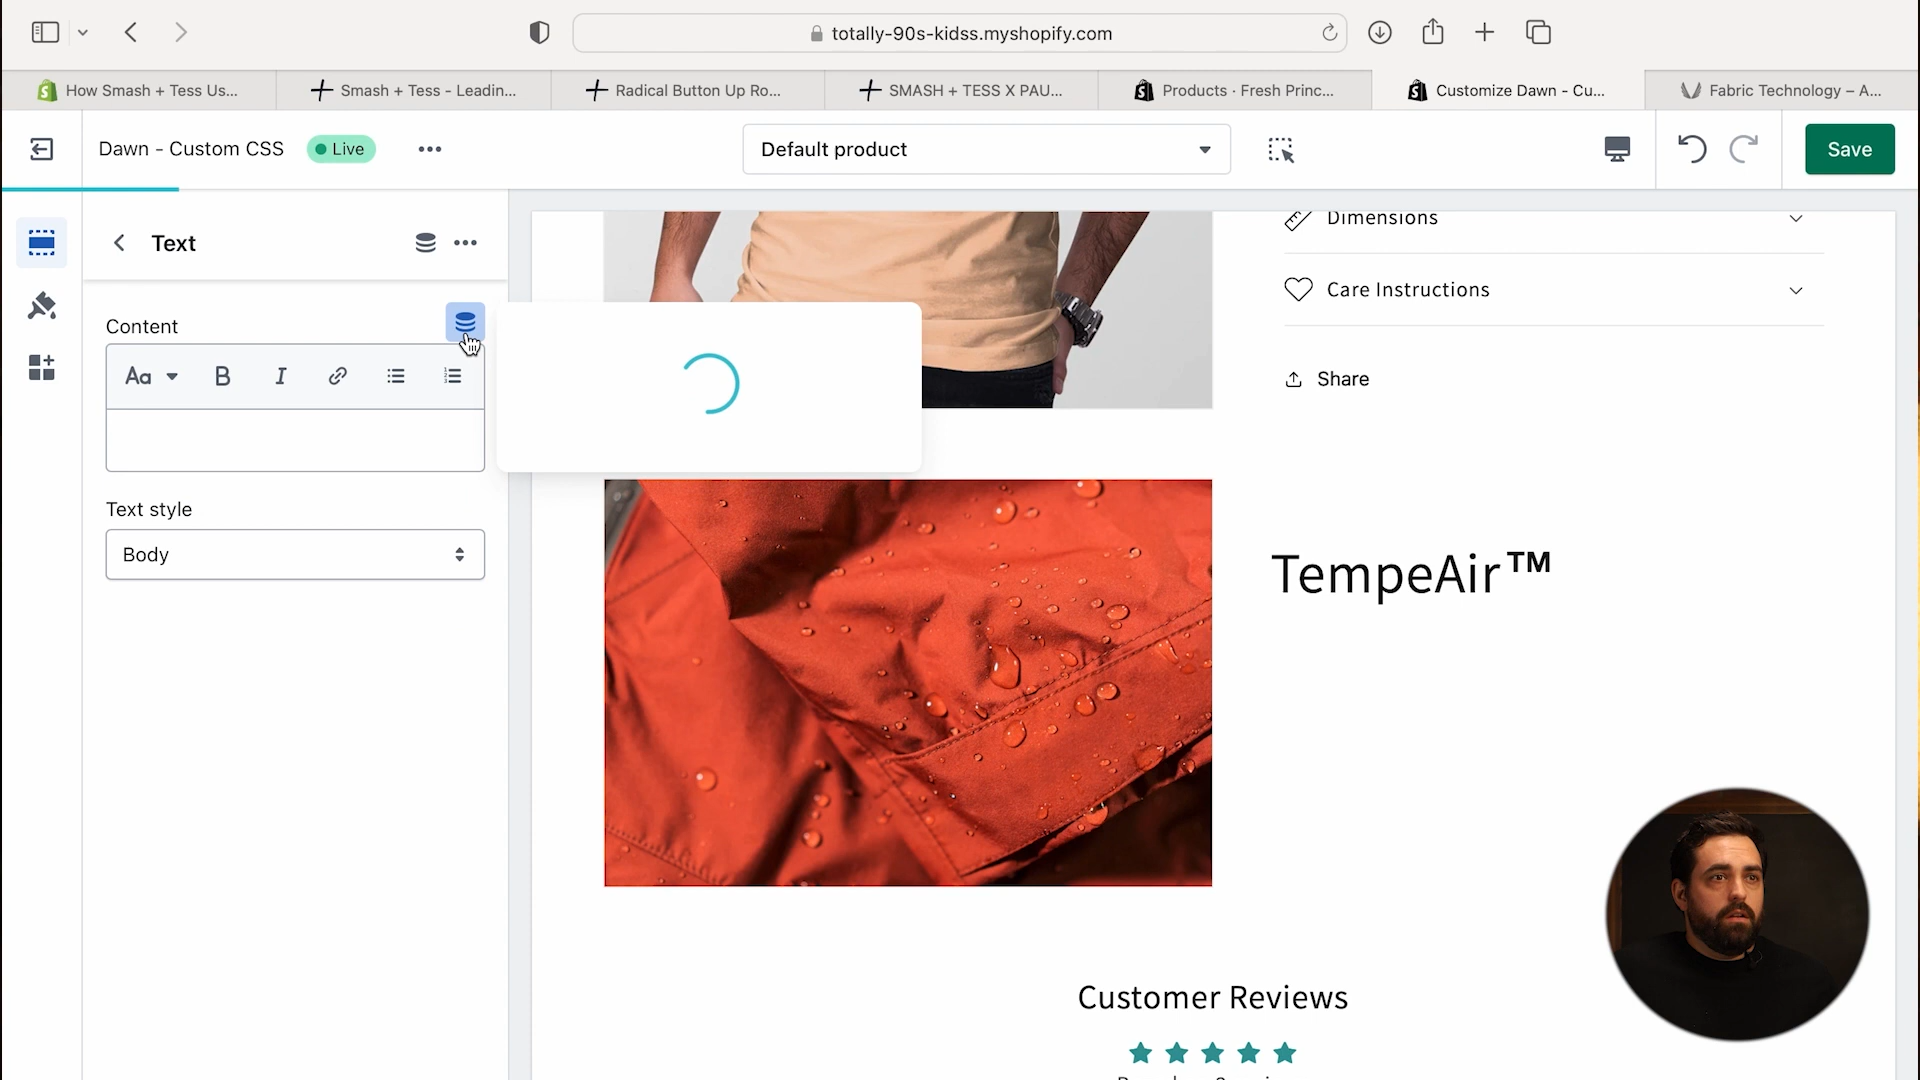 totally-90s-kidss.myshopify.com
How Smash + Tess Us...
Smash + Tess - Leadin...
Radical Button Up Ro...
SMASH + TESS X PAU...
Products · Fresh Princ...
Customize Dawn - Cu...
Fabric Technology – A...
Dawn - Custom CSS
Live
Default product
Save
Text
Content
Aa
B
I
Text style
Body
Dimensions
Care Instructions
Share
TempeAir™
Customer Reviews